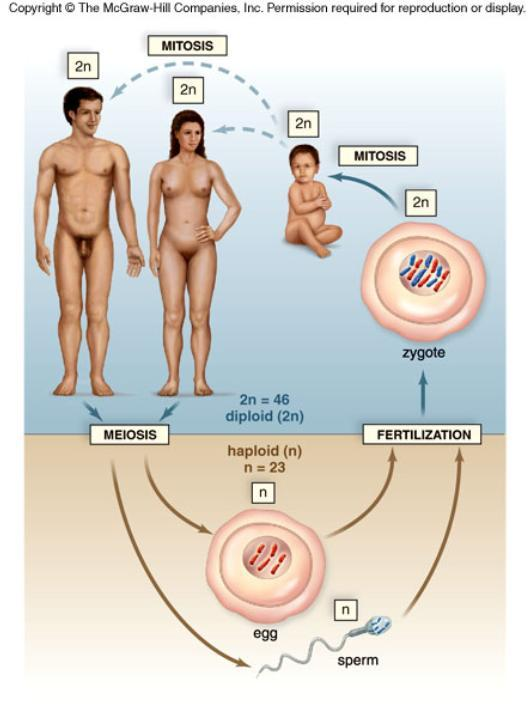 Copyright © The McGraw-Hill Companies, Inc. Permission required for reproduction or display.
MITOSIS
2n
2n
2n
MITOSIS
2n
zygote
2n = 46
diploid (2n)
MEIOSIS
FERTILIZATION
haploid (n)
n = 23
n
egg
n
sperm